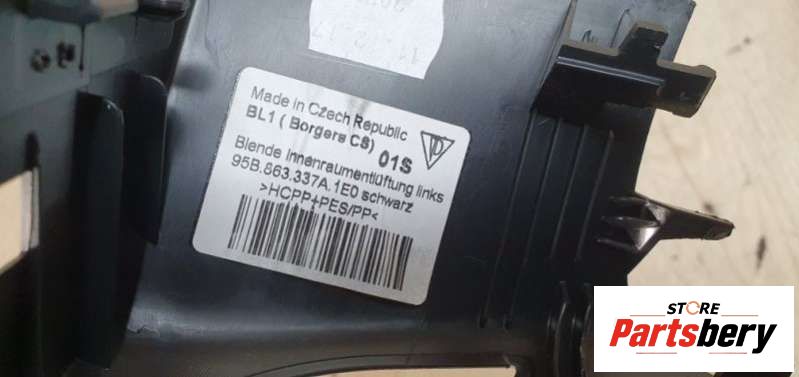 Made in Czech Republic
BL1 ( Borgers CS) 01S
Blende Innenraumentlüftung links
95B.863.337A.1E0 schwarz
>HCPP+PES/PP<
STORE
Partsbery